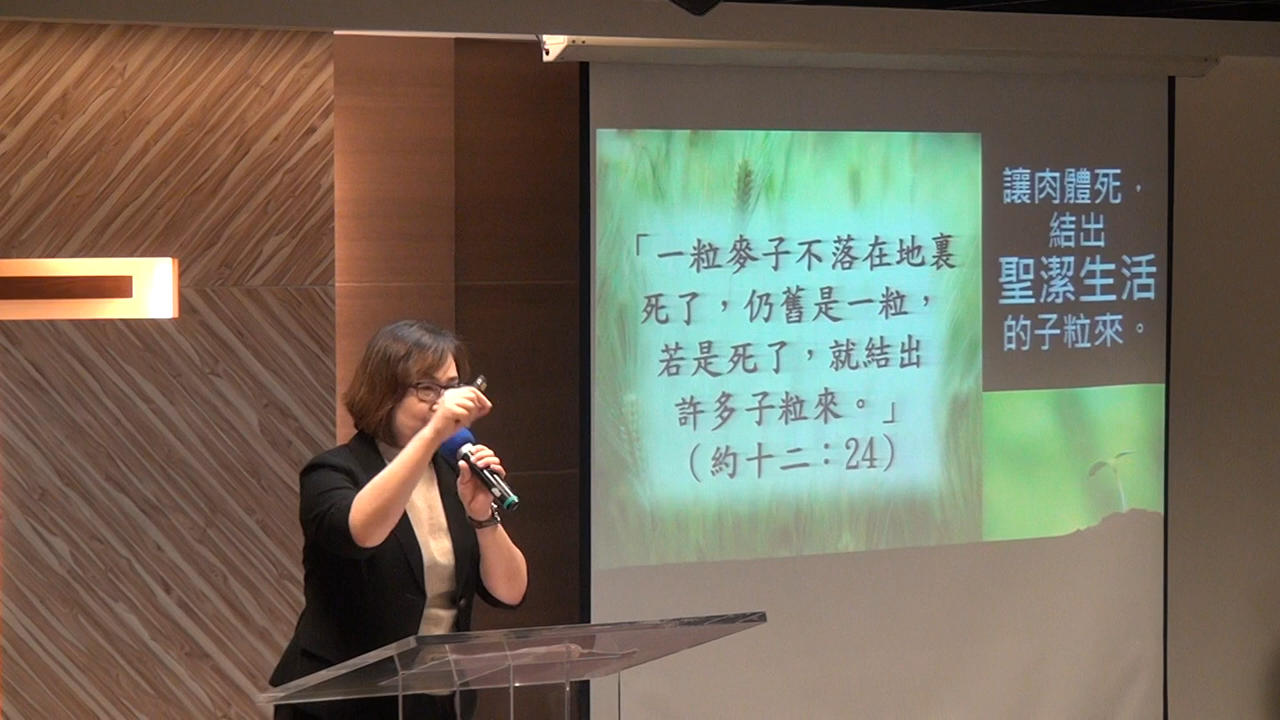 「一粒麥子不落在地裏
死了，仍舊是一粒，
若是死了，就結出
許多子粒來。」
（約十二：24）
讓肉體死，
結出
聖潔生活
的子粒來。